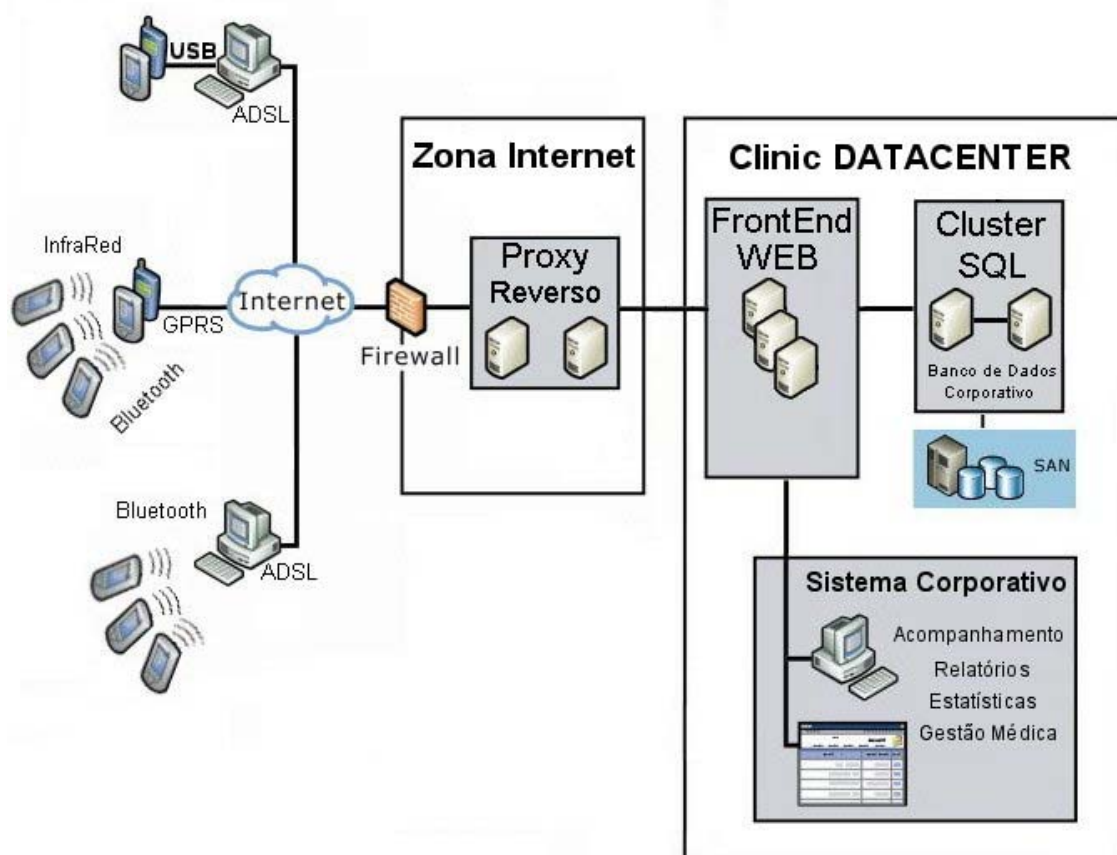 USB
ADSL
InfraRed
GPRS
Bluetooth
Internet
Firewall
Bluetooth
ADSL
Zona Internet
Proxy
Reverso
Clinic DATACENTER
FrontEnd
WEB
Cluster
SQL
Banco de Dados
Corporativo
SAN
Sistema Corporativo
Acompanhamento
Relatórios
Estatísticas
Gestão Médica